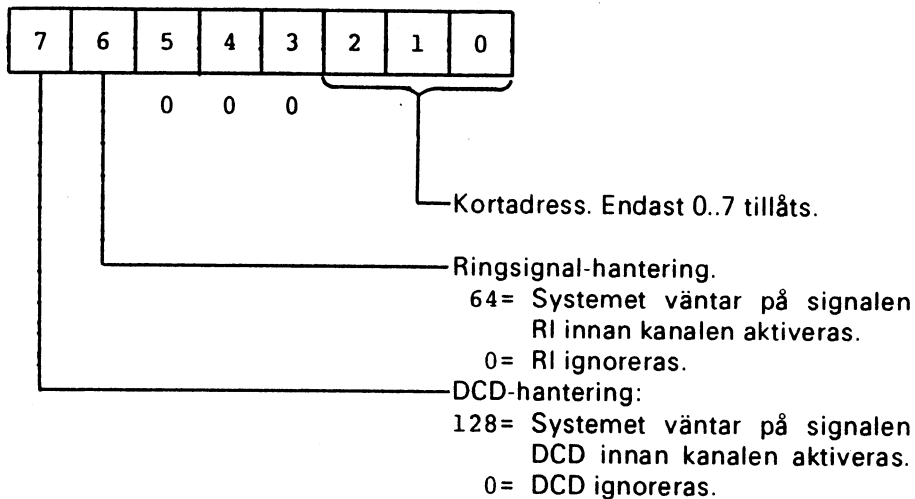 7 6 5 4 3 2 1 0
0 0 0
Kortadress. Endast 0..7 tillåts.
Ringsignal-hantering.
64= Systemet väntar på signalen
RI innan kanalen aktiveras.
0= RI ignoreras.
DCD-hantering:
128= Systemet väntar på signalen
DCD innan kanalen aktiveras.
0= DCD ignoreras.